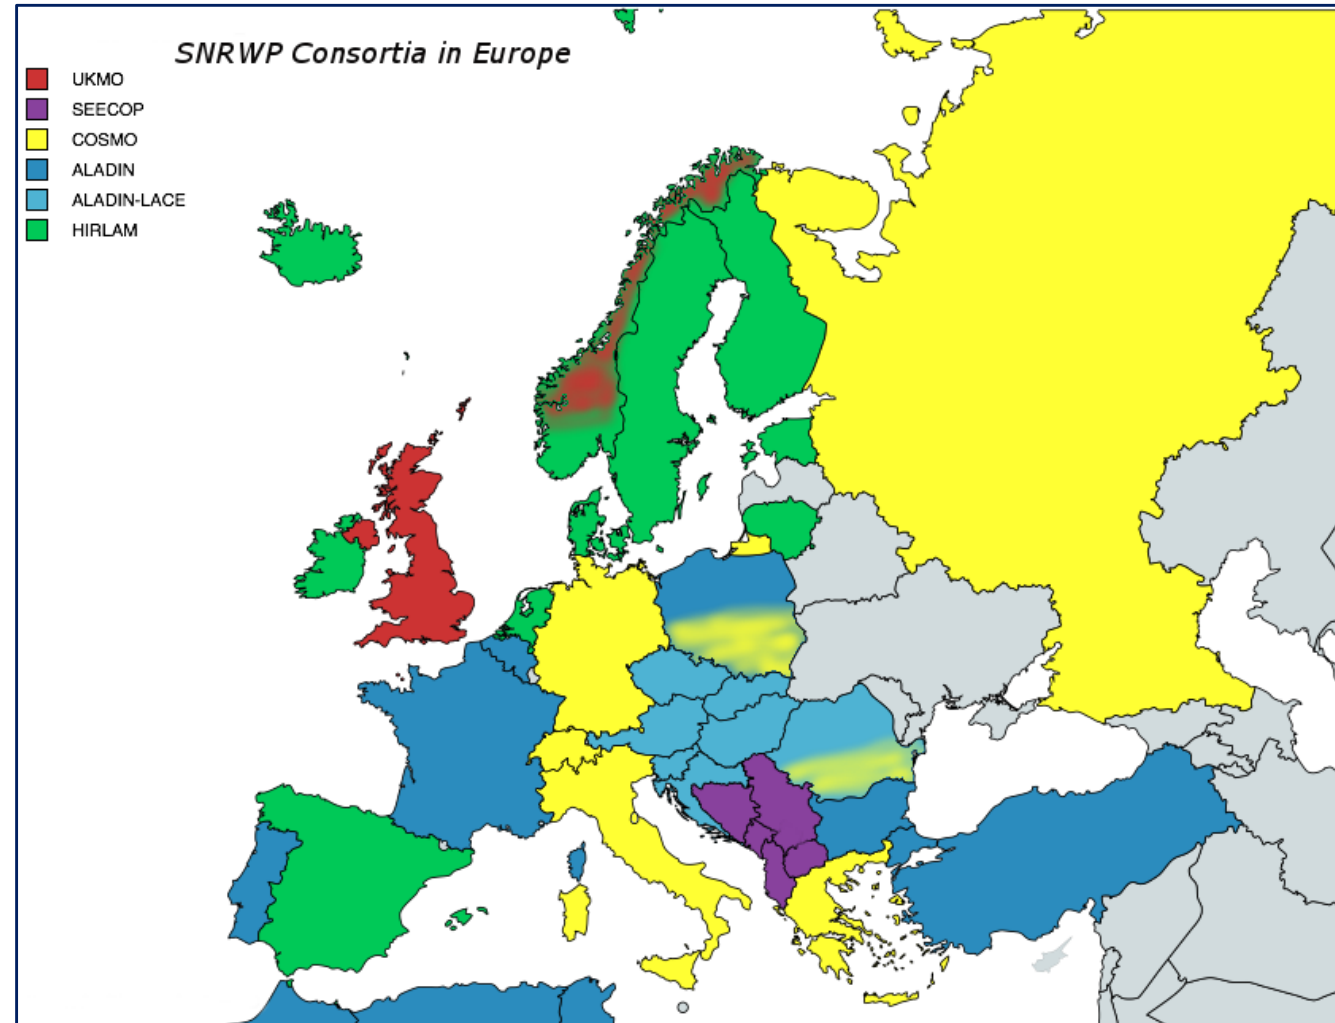 SNRWP Consortia in Europe
UKMO
SEECOP
COSMO
ALADIN
ALADIN-LACE
HIRLAM